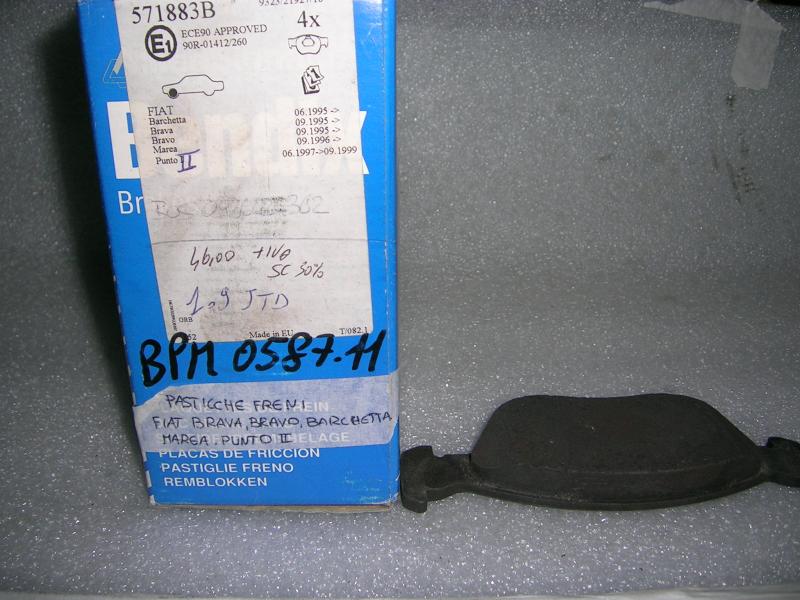 571883B
4x
E1
ECE90 APPROVED
90R-01412/260
FIAT
Barchetta 06.1995 ->
Brava 09.1995 ->
Bravo 09.1995 ->
Marea 09.1996 ->
Punto II 06.1997->09.1999
Br
46,00 + IVA
SC 30%
1.9 JTD
ORB
Made in EU
T/082.1
BPM 0587.11
PASTICCHE FRENI
FIAT BRAVA, BRAVO, BARCHETTA
MAREA, PUNTO II
PLACAS DE FRICCION
PASTIGLIE FRENO
REMBLOKKEN